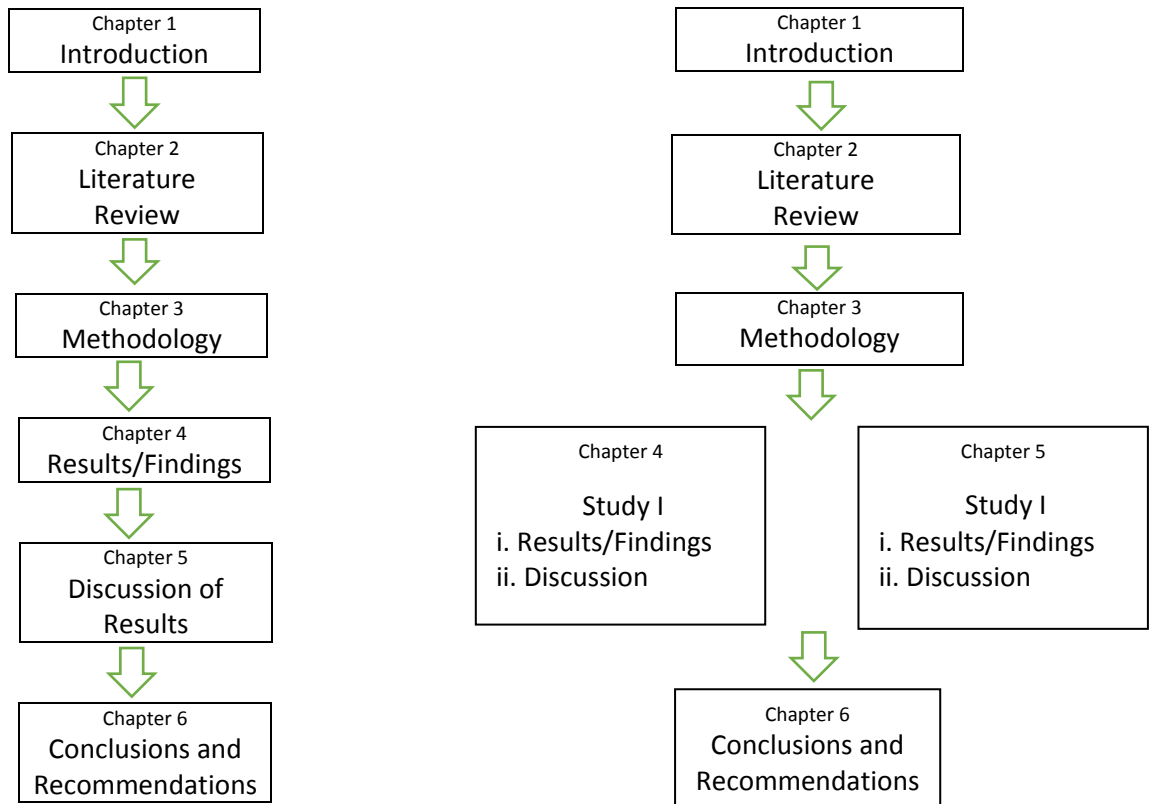 Chapter 1
Introduction
Chapter 2
Literature
Review
Chapter 3
Methodology
Chapter 4
Results/Findings
Chapter 5
Discussion of
Results
Chapter 6
Conclusions and
Recommendations
Chapter 1
Introduction
Chapter 2
Literature
Review
Chapter 3
Methodology
Chapter 4
Study I
i. Results/Findings
ii. Discussion
Chapter 5
Study I
i. Results/Findings
ii. Discussion
Chapter 6
Conclusions and
Recommendations